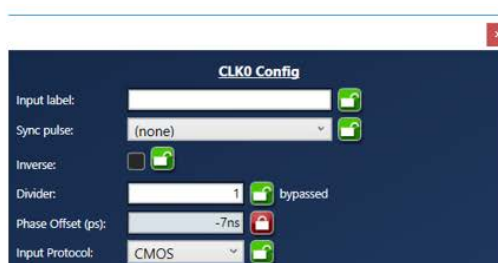 CLK0 Config
Input label:
Sync pulse: (none)
Inverse:
Divider: 1 bypassed
Phase Offset (ps): -7ns
Input Protocol: CMOS